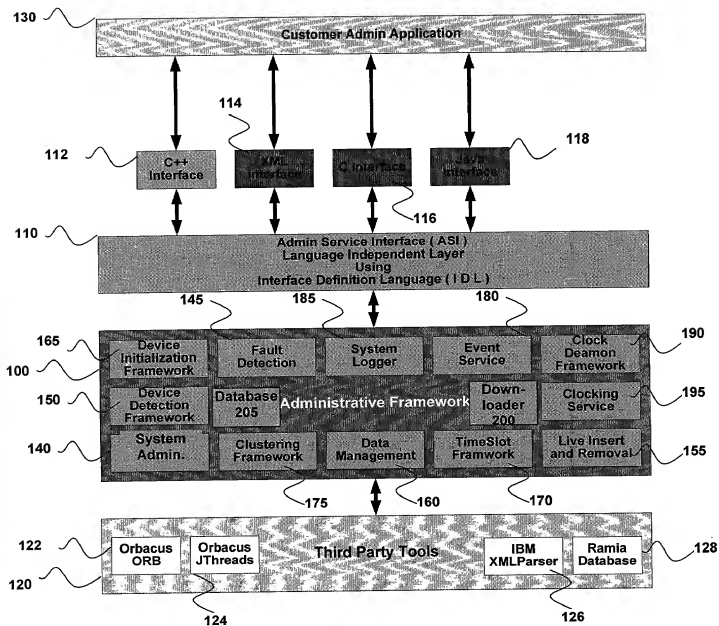 130
Customer Admin Application
114
112
118
C++
Interface
XML
interface
C interface
Java
interface
116
110
Admin Service Interface ( ASI )
Language Independent Layer
Using
Interface Definition Language ( I D L )
145
185
180
165
Device
Initialization
Framework
Fault
Detection
System
Logger
Event
Service
Clock
Deamon
Framework
190
100
150
Device
Detection
Framework
Database
205
Administrative Framework
Down-
loader
200
Clocking
Service
195
140
System
Admin.
Clustering
Framework
Data
Management
TimeSlot
Framwork
Live Insert
and Removal
155
175
160
170
122
Orbacus
ORB
Orbacus
JThreads
Third Party Tools
IBM
XMLParser
Ramia
Database
128
120
124
126